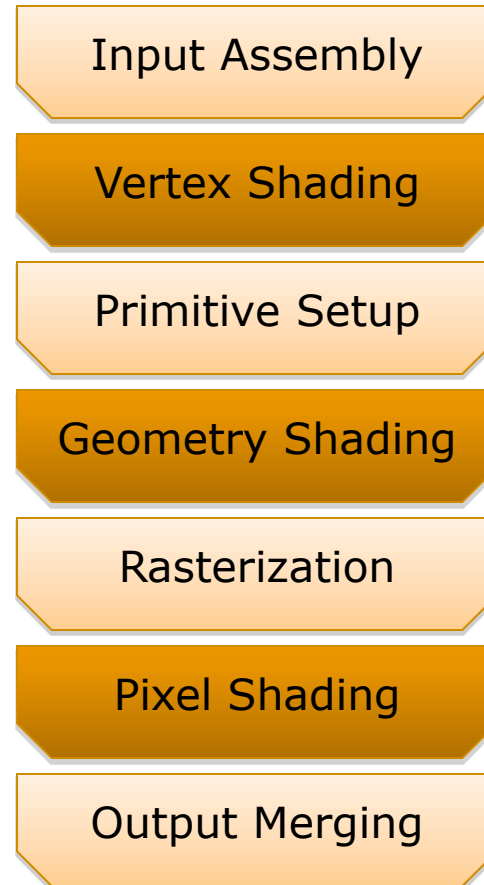 Input Assembly
Vertex Shading
Primitive Setup
Geometry Shading
Rasterization
Pixel Shading
Output Merging